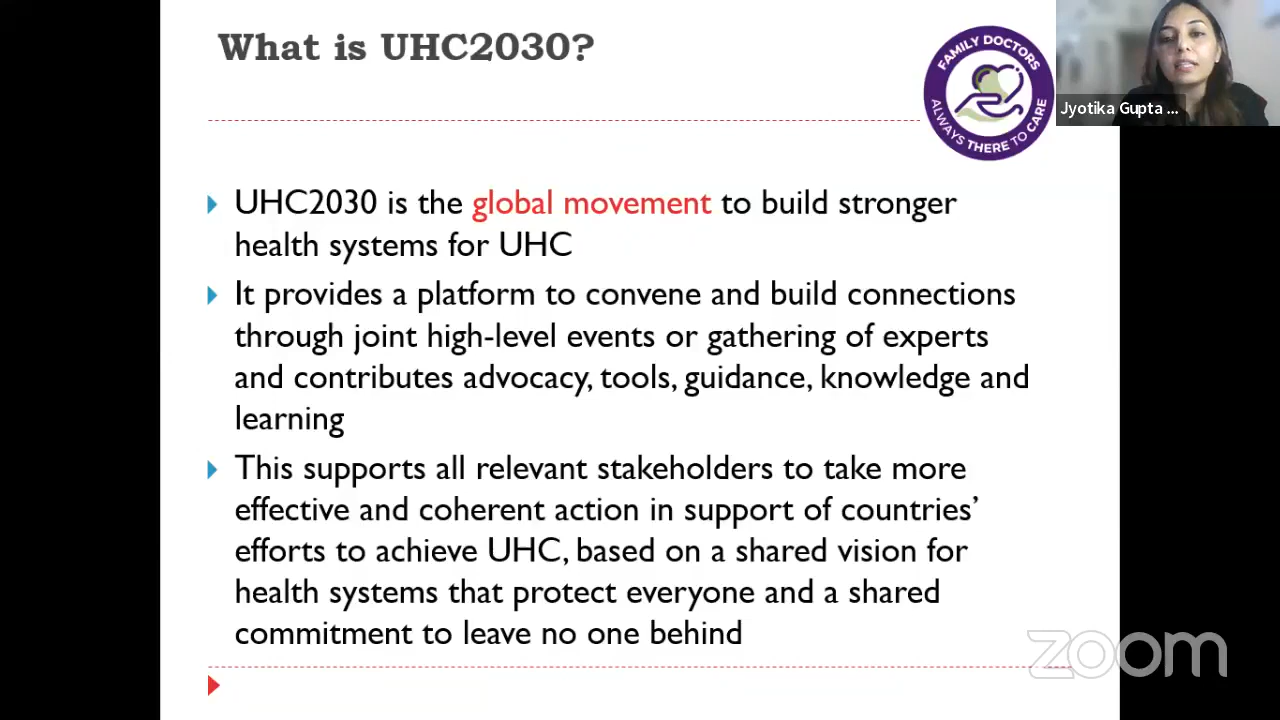 What is UHC2030?
FAMILY DOCTORS
ALWAYS THERE TO CARE
Jyotika Gupta ...
UHC2030 is the global movement to build stronger
health systems for UHC
It provides a platform to convene and build connections
through joint high-level events or gathering of experts
and contributes advocacy, tools, guidance, knowledge and
learning
This supports all relevant stakeholders to take more
effective and coherent action in support of countries’
efforts to achieve UHC, based on a shared vision for
health systems that protect everyone and a shared
commitment to leave no one behind
zoom